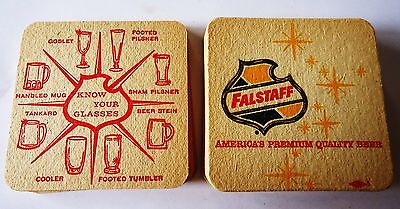 GOBLET
FOOTED
PILSNER
HANDLED MUG
KNOW
YOUR
GLASSES
SHAM PILSNER
TANKARD
BEER STEIN
COOLER
FOOTED TUMBLER
FALSTAFF
AMERICA'S PREMIUM QUALITY BEER